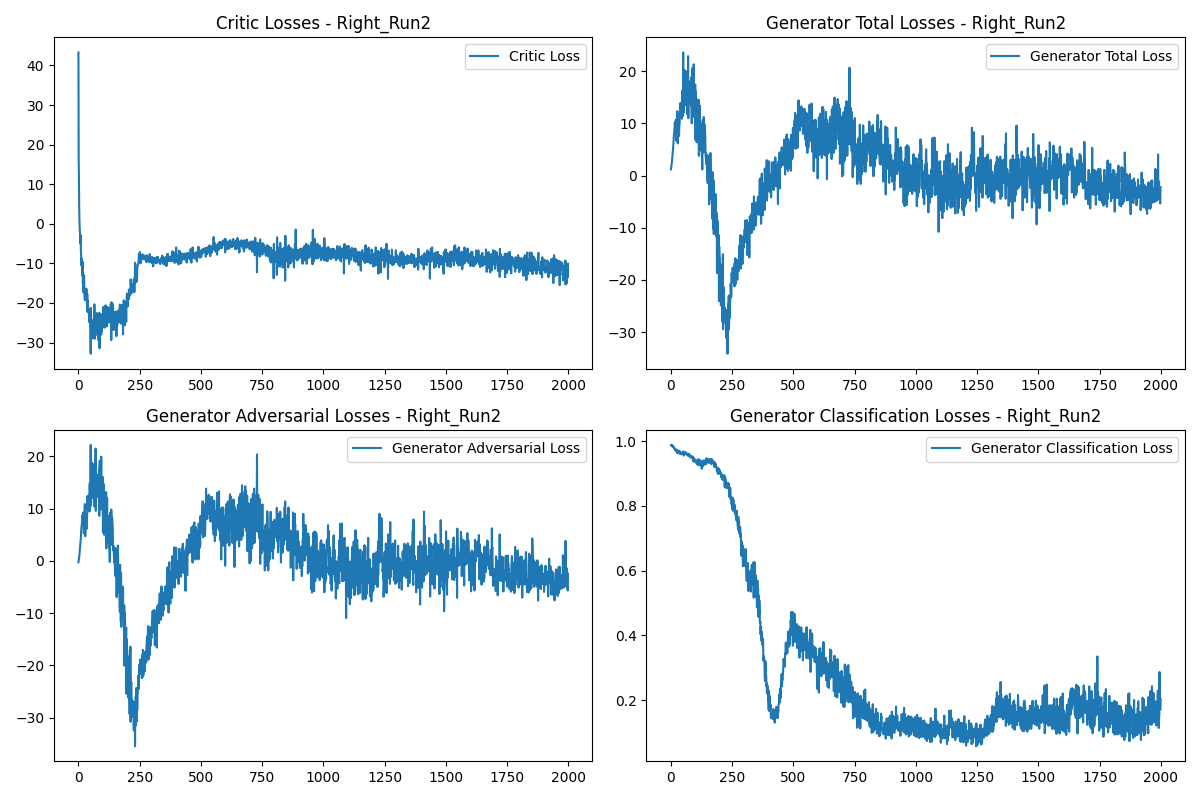 Critic Losses - Right_Run2
Critic Loss
40
30
20
10
0
−10
−20
−30
0 250 500 750 1000 1250 1500 1750 2000
Generator Total Losses - Right_Run2
Generator Total Loss
20
10
0
−10
−20
−30
0 250 500 750 1000 1250 1500 1750 2000
Generator Adversarial Losses - Right_Run2
Generator Adversarial Loss
20
10
0
−10
−20
−30
0 250 500 750 1000 1250 1500 1750 2000
Generator Classification Losses - Right_Run2
Generator Classification Loss
1.0
0.8
0.6
0.4
0.2
0 250 500 750 1000 1250 1500 1750 2000